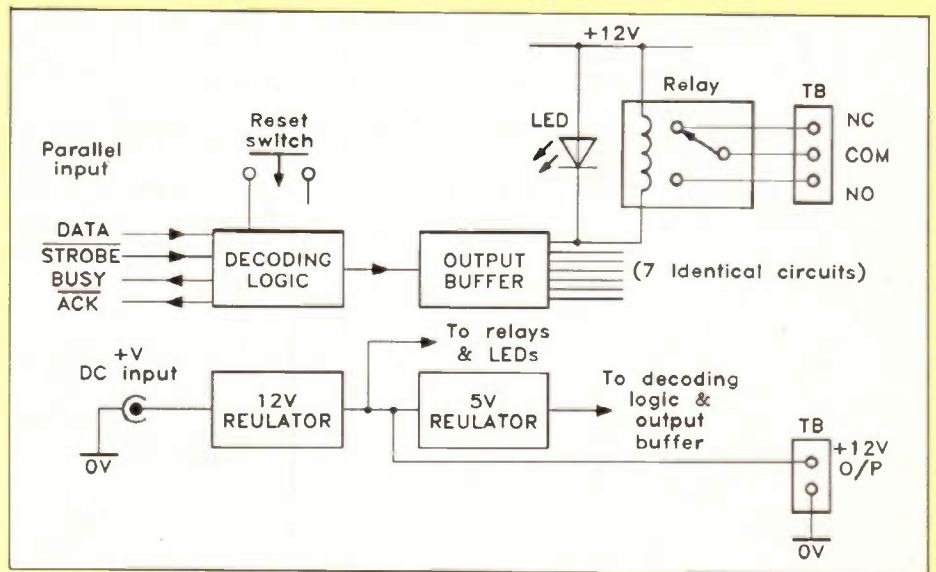 +12V
Relay
TB
LED
NC
COM
NO
Reset
switch
Parallel
input
DATA
STROBE
BUSY
ACK
DECODING
LOGIC
OUTPUT
BUFFER
(7 Identical circuits)
To relays
& LEDs
+V
DC input
0V
12V
REULATOR
5V
REULATOR
To decoding
logic &
output
buffer
TB
+12V
O/P
0V